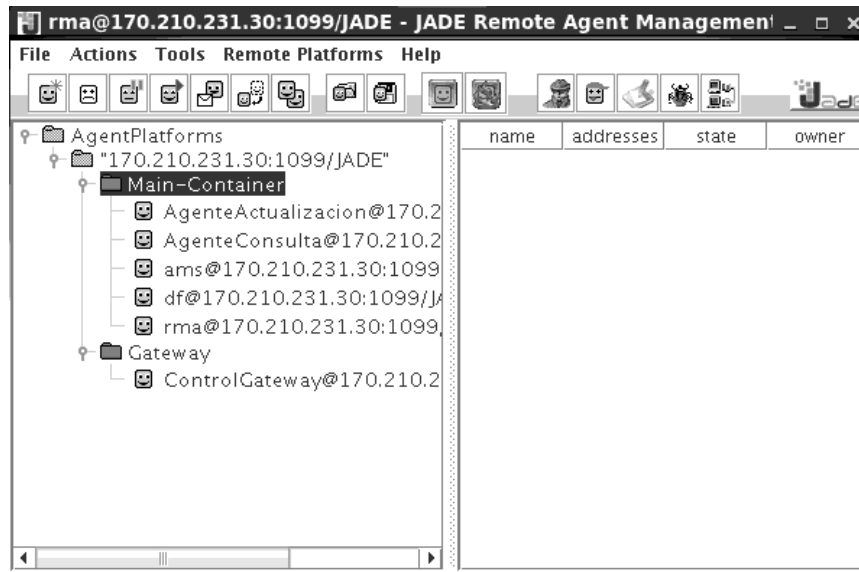 rma@170.210.231.30:1099/JADE - JADE Remote Agent Management
File Actions Tools Remote Platforms Help
Jade
AgentPlatforms
"170.210.231.30:1099/JADE"
Main-Container
AgenteActualizacion@170.2
AgenteConsulta@170.210.2
ams@170.210.231.30:1099
df@170.210.231.30:1099/JA
rma@170.210.231.30:1099/
Gateway
ControlGateway@170.210.2
name addresses state owner